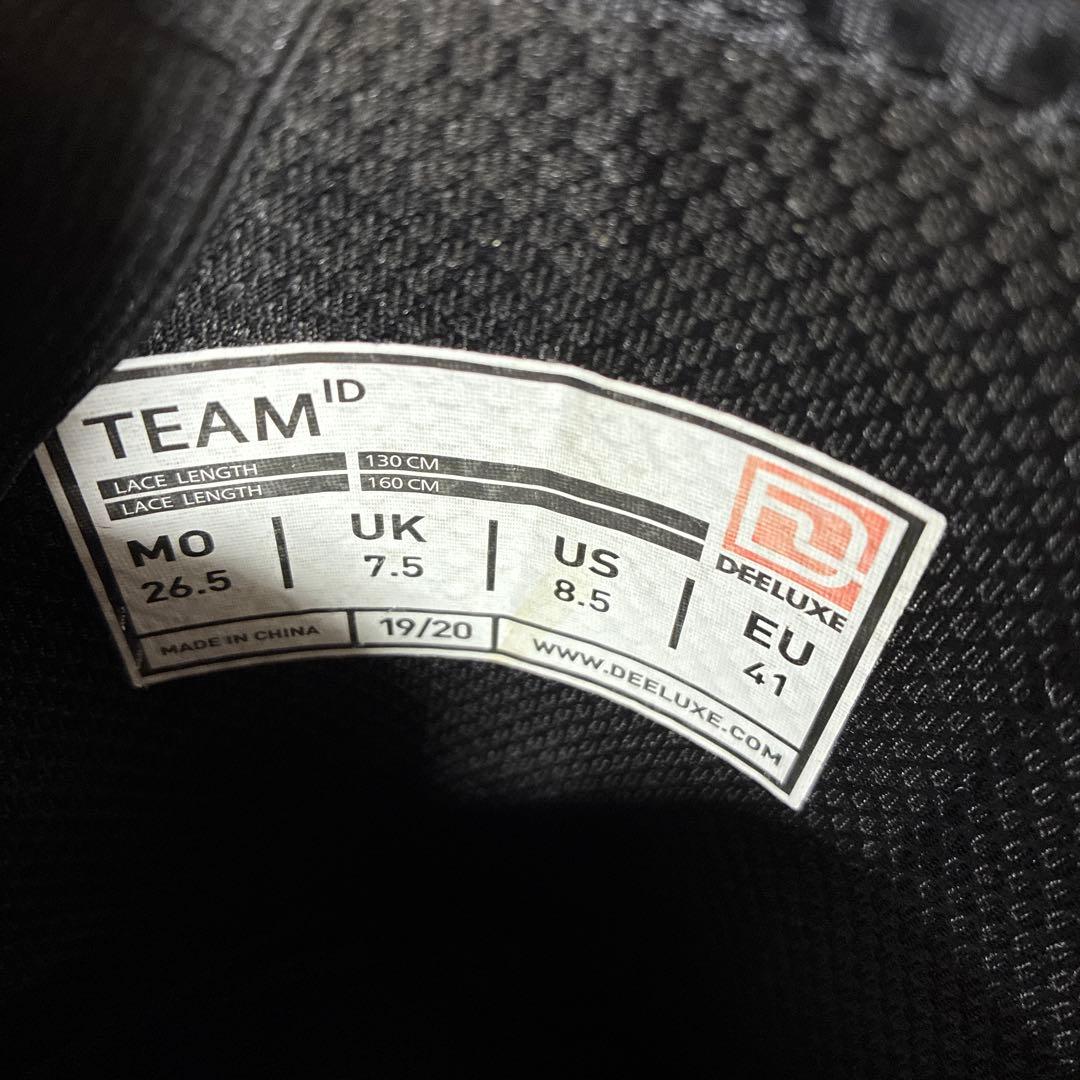 TEAM ID
LACE LENGTH 130 CM
LACE LENGTH 160 CM
DEELUXE
MO UK US EU
26.5 7.5 8.5 41
MADE IN CHINA 19/20 WWW.DEELUXE.COM